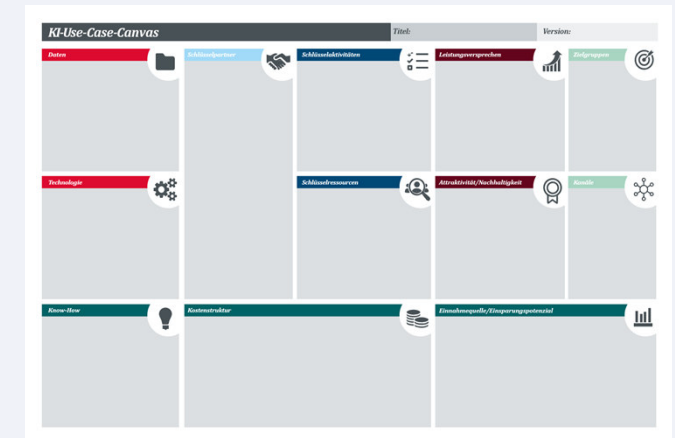 KI-Use-Case-Canvas
Titel:
Version:
Daten
Schlüsselpartner
Schlüsselaktivitäten
Leistungsversprechen
Zielgruppen
Technologie
Schlüsselressourcen
Attraktivität/Nachhaltigkeit
Kanäle
Know-How
Kostenstruktur
Einnahmequelle/Einsparungspotenzial